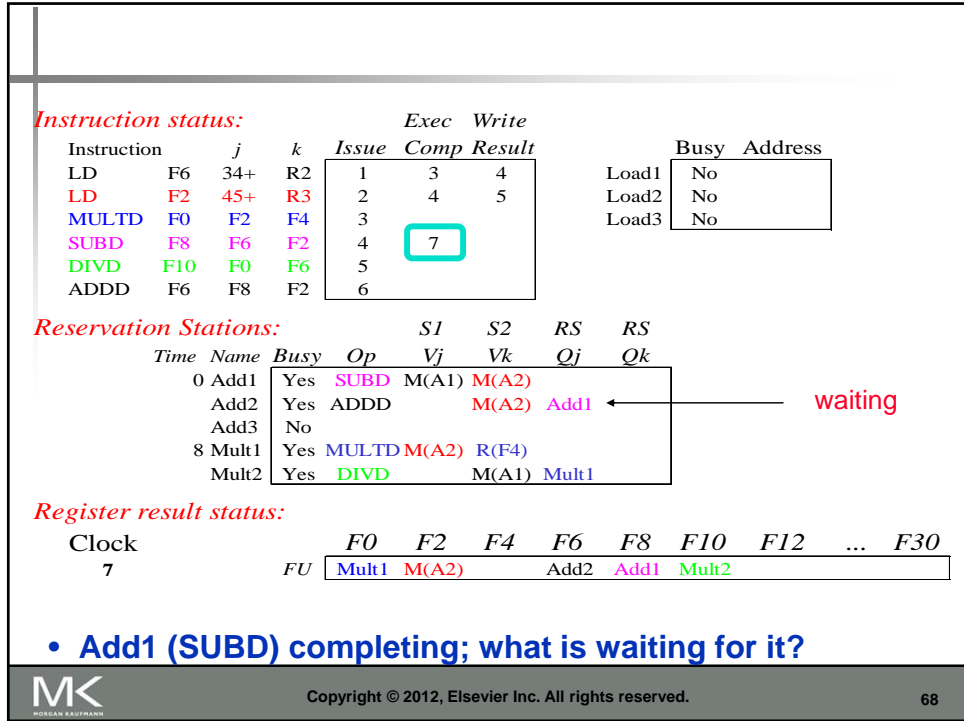 Instruction status: Exec Write
Instruction j k Issue Comp Result Busy Address
LD F6 34+ R2 1 3 4 Load1 No
LD F2 45+ R3 2 4 5 Load2 No
MULTD F0 F2 F4 3 Load3 No
SUBD F8 F6 F2 4 7
DIVD F10 F0 F6 5
ADDD F6 F8 F2 6
Reservation Stations: S1 S2 RS RS
Time Name Busy Op Vj Vk Qj Qk
0 Add1 Yes SUBD M(A1) M(A2)
Add2 Yes ADDD M(A2) Add1 waiting
Add3 No
8 Mult1 Yes MULTD M(A2) R(F4)
Mult2 Yes DIVD M(A1) Mult1
Register result status:
Clock F0 F2 F4 F6 F8 F10 F12 ... F30
7 FU Mult1 M(A2) Add2 Add1 Mult2
• Add1 (SUBD) completing; what is waiting for it?
MK
MORGAN KAUFMANN
Copyright © 2012, Elsevier Inc. All rights reserved. 68